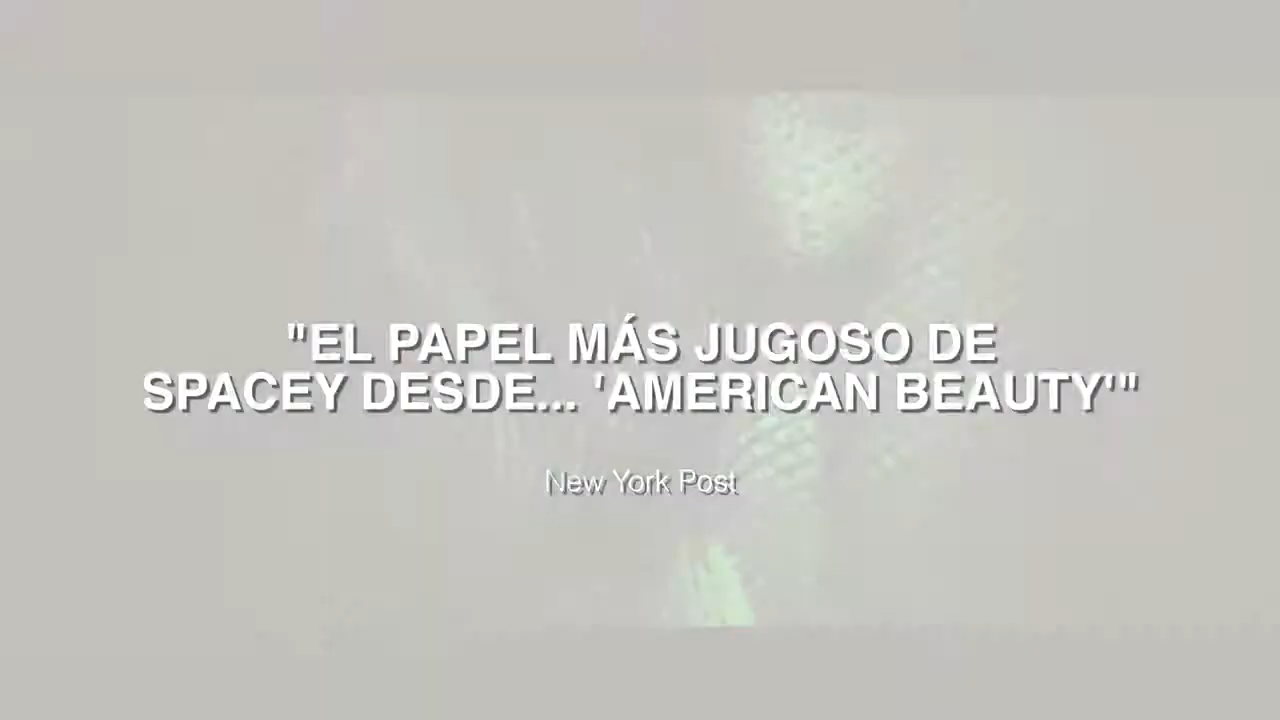 "EL PAPEL MÁS JUGOSO DE
SPACEY DESDE... 'AMERICAN BEAUTY'"
New York Post